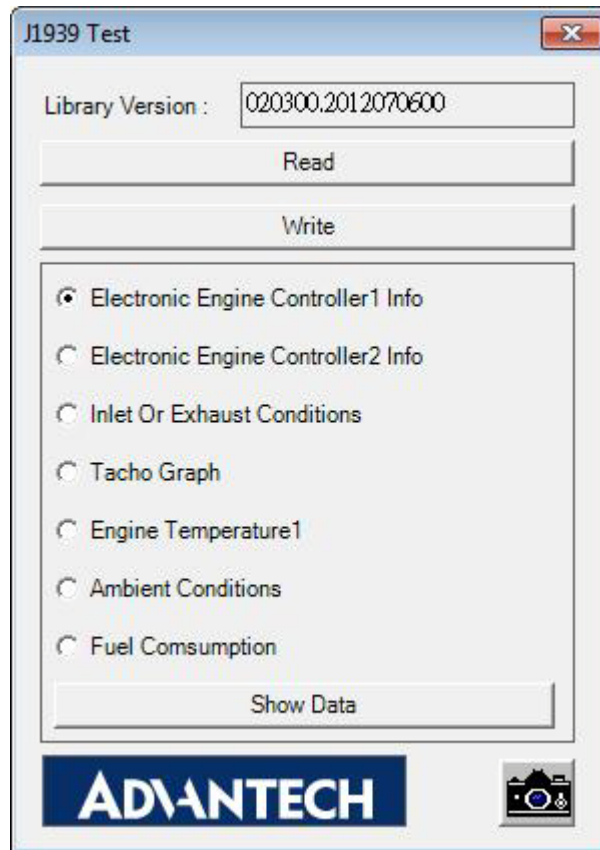 J1939 Test
Library Version :
020300.2012070600
Read
Write
Electronic Engine Controller1 Info
Electronic Engine Controller2 Info
Inlet Or Exhaust Conditions
Tacho Graph
Engine Temperature1
Ambient Conditions
Fuel Comsumption
Show Data
ADVANTECH